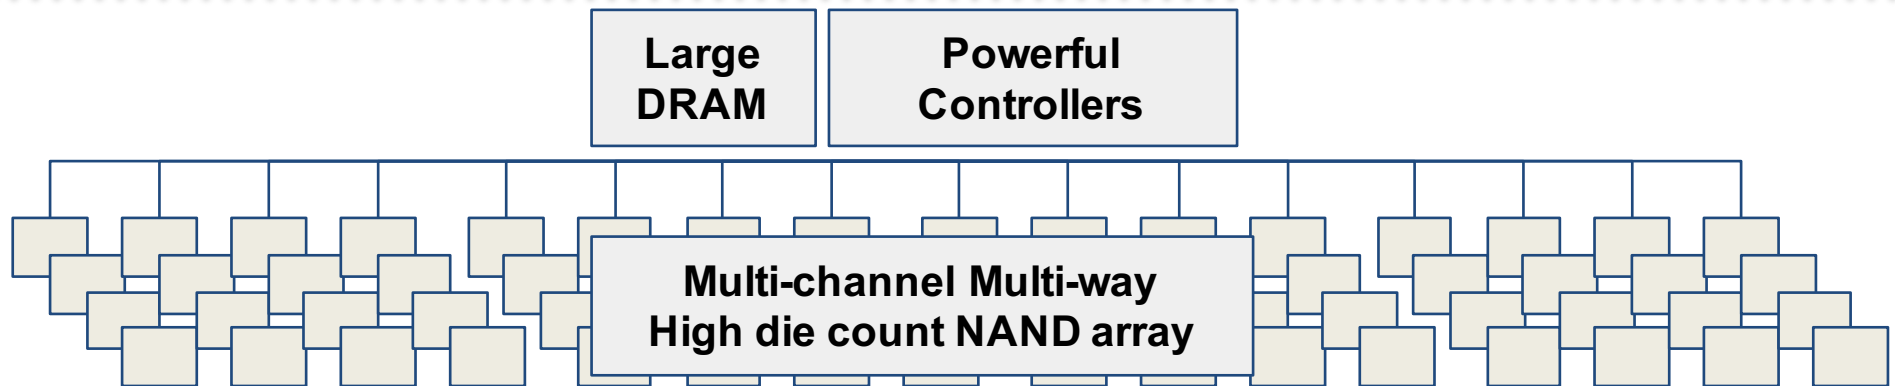 Large
DRAM
Powerful
Controllers
Multi-channel Multi-way
High die count NAND array